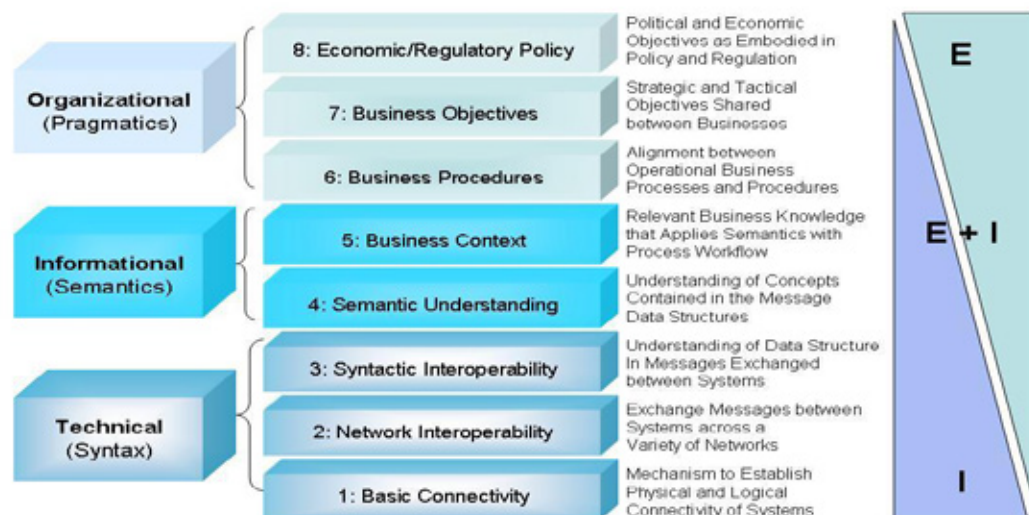 Organizational
(Pragmatics)
8: Economic/Regulatory Policy
Political and Economic
Objectives as Embodied in
Policy and Regulation
7: Business Objectives
Strategic and Tactical
Objectives Shared
between Businesses
6: Business Procedures
Alignment between
Operational Business
Processes and Procedures
Informational
(Semantics)
5: Business Context
Relevant Business Knowledge
that Applies Semantics with
Process Workflow
4: Semantic Understanding
Understanding of Concepts
Contained in the Message
Data Structures
Technical
(Syntax)
3: Syntactic Interoperability
Understanding of Data Structure
In Messages Exchanged
between Systems
2: Network Interoperability
Exchange Messages between
Systems across a
Variety of Networks
1: Basic Connectivity
Mechanism to Establish
Physical and Logical
Connectivity of Systems
E
E + I
I